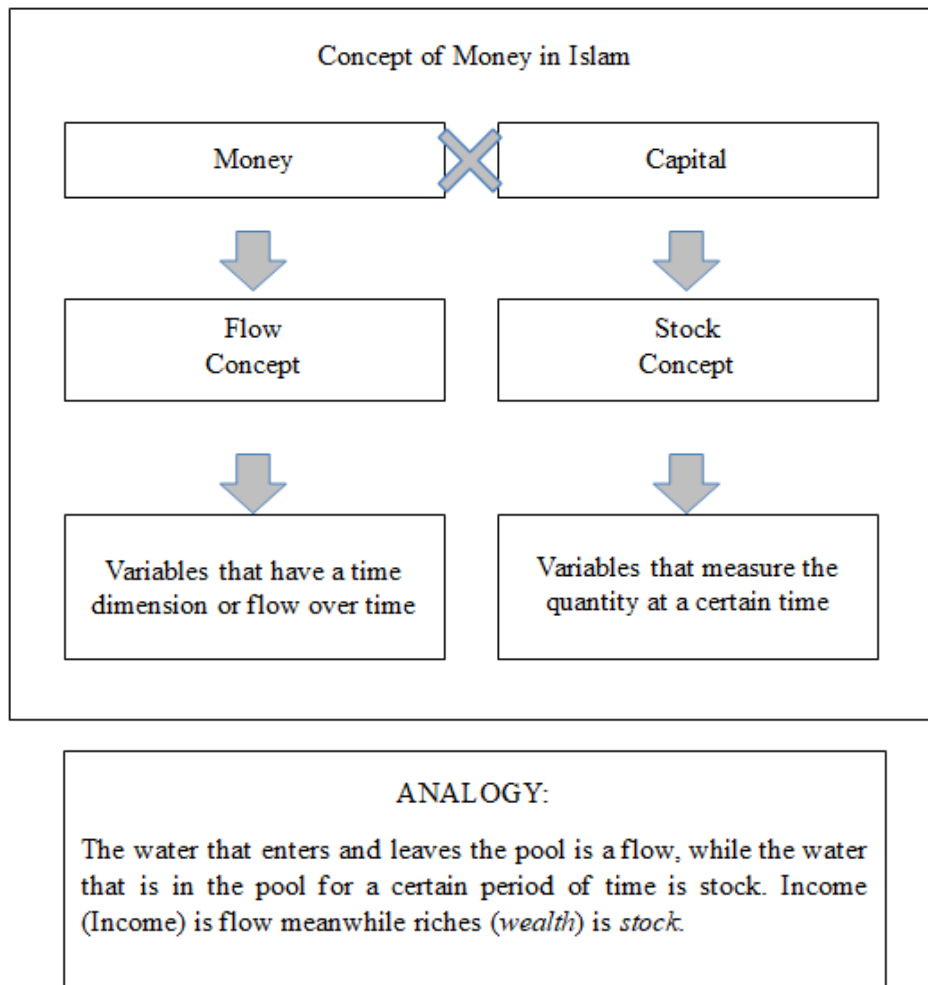 Concept of Money in Islam
Money
Capital
Flow
Concept
Stock
Concept
Variables that have a time
dimension or flow over time
Variables that measure the
quantity at a certain time
ANALOGY:
The water that enters and leaves the pool is a flow, while the water
that is in the pool for a certain period of time is stock. Income
(Income) is flow meanwhile riches (wealth) is stock.